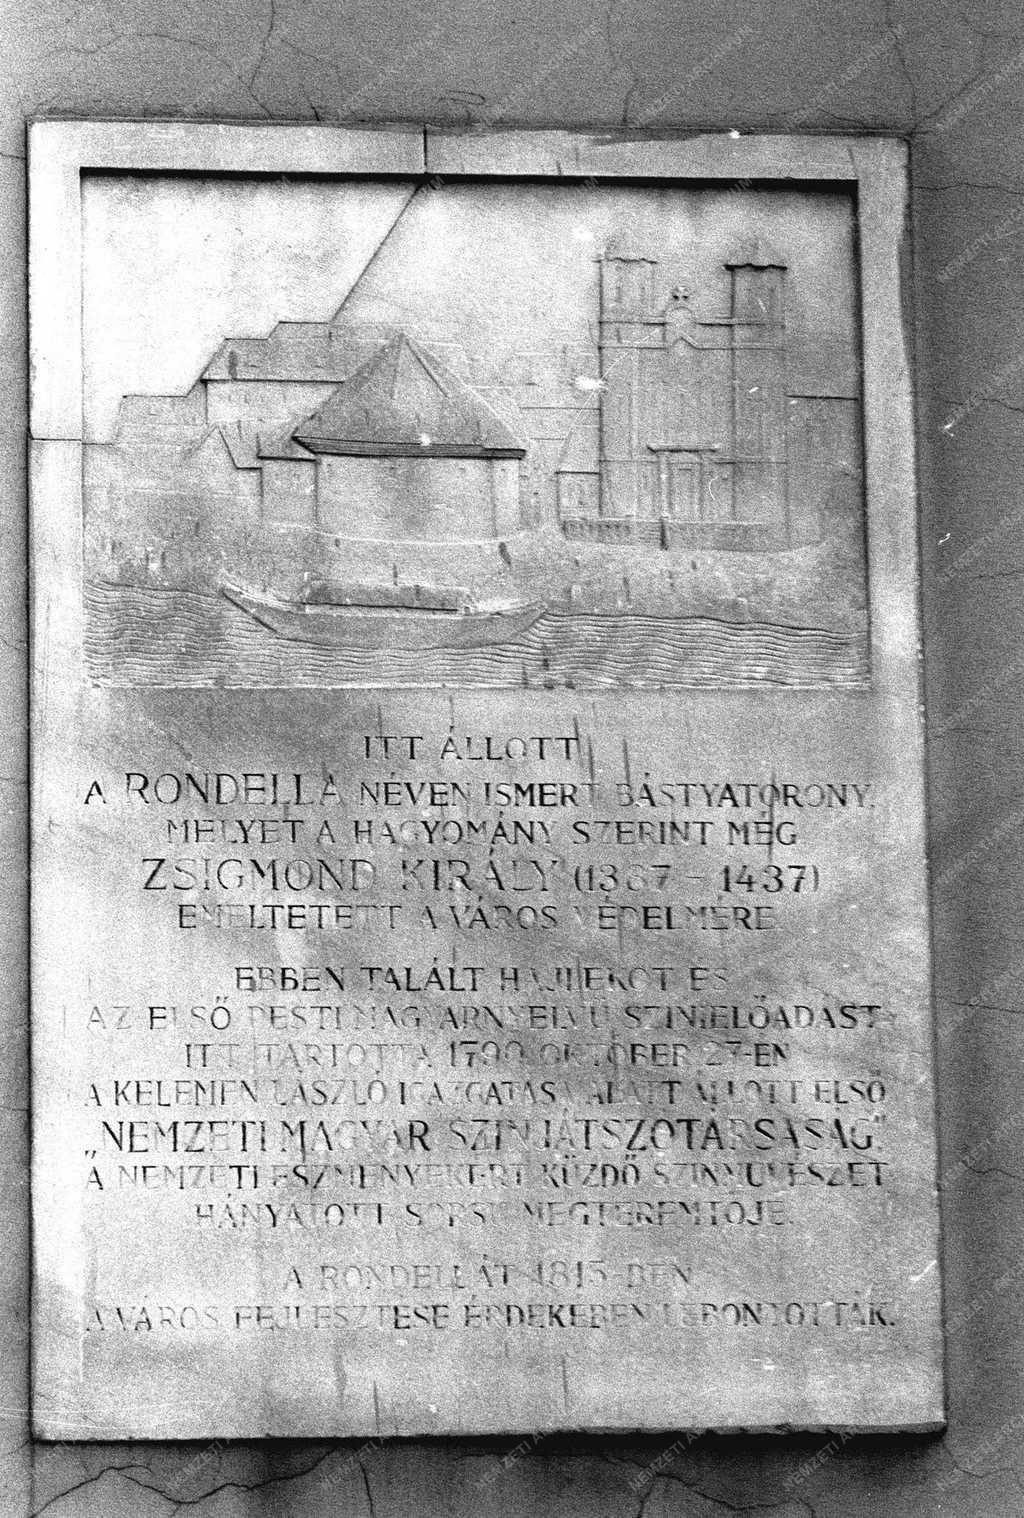 ITT ÁLLOTT
A RONDELLA NÉVEN ISMERT BÁSTYATORONY,
MELYET A HAGYOMÁNY SZERINT MÉG
ZSIGMOND KIRÁLY (1387 - 1437)
EMELTETETT A VÁROS VÉDELMÉRE
EBBEN TALÁLT HAJLÉKOT ÉS
AZ ELSŐ PESTI MAGYARNYELVŰ SZINIELŐADÁST
ITT TARTOTTA 1790 OKTÓBER 27-ÉN
A KELEMEN LÁSZLÓ IGAZGATÁSA ALATT ÁLLOTT ELSŐ
„NEMZETI MAGYAR SZINJÁTSZÓTÁRSASÁG"
A NEMZETI ESZMÉNYEKÉRT KÜZDŐ SZINMŰVÉSZET
HÁNYATOTT SORSÚ MEGTEREMTŐJE.
A RONDELLÁT 1815-BEN
A VÁROS FEJLESZTÉSE ÉRDEKÉBEN LEBONTOTTÁK.
NEMZETI ARCHÍVUM